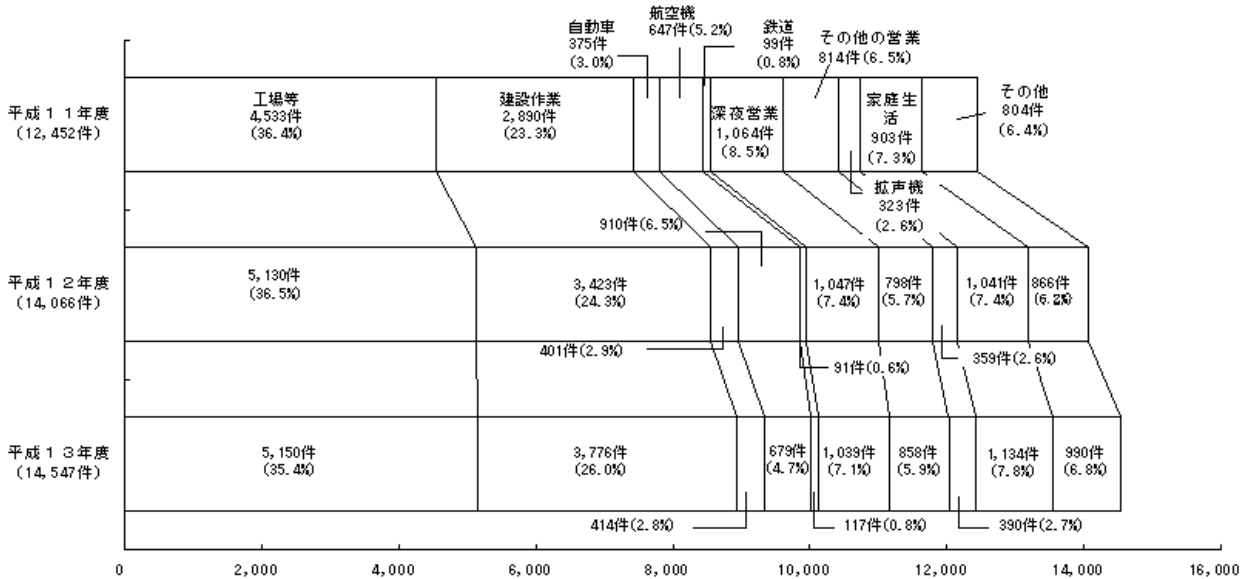 自動車
375件
(3.0%)
航空機
647件(5.2%)
鉄道
99件
(0.8%)
その他の営業
814件(6.5%)
平成１１年度
(12,452件)
工場等
4,533件
(36.4%)
建設作業
2,890件
(23.3%)
深夜営業
1,064件
(8.5%)
家庭生
活
903件
(7.3%)
その他
804件
(6.4%)
拡声機
323件
(2.6%)
910件(6.5%)
平成１２年度
(14,066件)
5,130件
(36.5%)
3,423件
(24.3%)
1,047件
(7.4%)
798件
(5.7%)
1,041件
(7.4%)
866件
(6.2%)
401件(2.9%)
91件(0.6%)
359件(2.6%)
平成１３年度
(14,547件)
5,150件
(35.4%)
3,776件
(26.0%)
679件
(4.7%)
1,039件
(7.1%)
858件
(5.9%)
1,134件
(7.8%)
990件
(6.8%)
414件(2.8%)
117件(0.8%)
390件(2.7%)
0 2,000 4,000 6,000 8,000 10,000 12,000 14,000 16,000